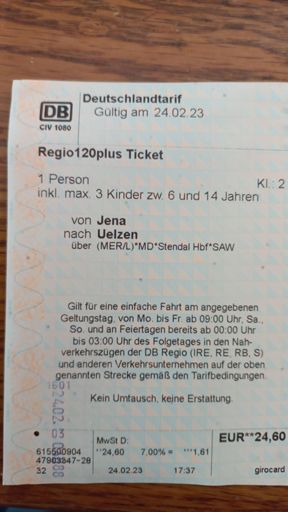 Deutschlandtarif
DB
Gültig am 24.02.23
CIV 1080
Regio120plus Ticket
1 Person
Kl.: 2
inkl. max. 3 Kinder zw. 6 und 14 Jahren
von Jena
nach Uelzen
über (MER/L)*MD*Stendal Hbf*SAW
Gilt für eine einfache Fahrt am angegebenen
Geltungstag, von Mo. bis Fr. ab 09:00 Uhr, Sa.,
So. und an Feiertagen bereits ab 00:00 Uhr
bis 03:00 Uhr des Folgetages in den Nah-
verkehrszügen der DB Regio (IRE, RE, RB, S)
und anderen Verkehrsunternehmen auf der oben
genannten Strecke gemäß den Tarifbedingungen.
Kein Umtausch, keine Erstattung.
MwSt D:
EUR**24,60
615500904
**24,60
7.00% =
***1,61
47903347-28
32
24.02.23
17:37
girocard